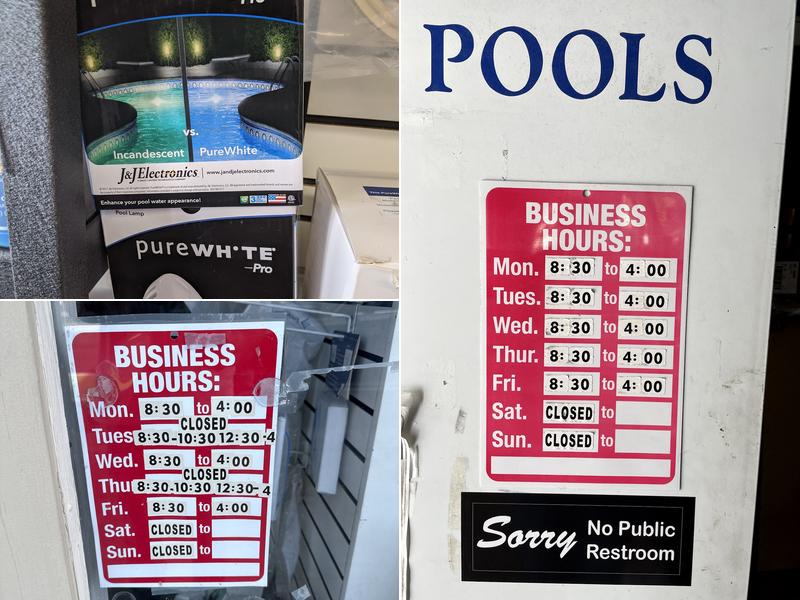 Pro
vs.
Incandescent PureWhite
J&J Electronics www.jandjelectronics.com
Enhance your pool water appearance!
Pool Lamp
purewHiTE
Pro
BUSINESS
HOURS:
Mon. 8:30 to 4:00
CLOSED
Tues 8:30-10:30 12:30-4
Wed. 8:30 to 4:00
CLOSED
Thu 8:30-10:30 12:30-4
Fri. 8:30 to 4:00
Sat. CLOSED to
Sun. CLOSED to
POOLS
BUSINESS
HOURS:
Mon. 8:30 to 4:00
Tues. 8:30 to 4:00
Wed. 8:30 to 4:00
Thur. 8:30 to 4:00
Fri. 8:30 to 4:00
Sat. CLOSED to
Sun. CLOSED to
Sorry No Public
Restroom